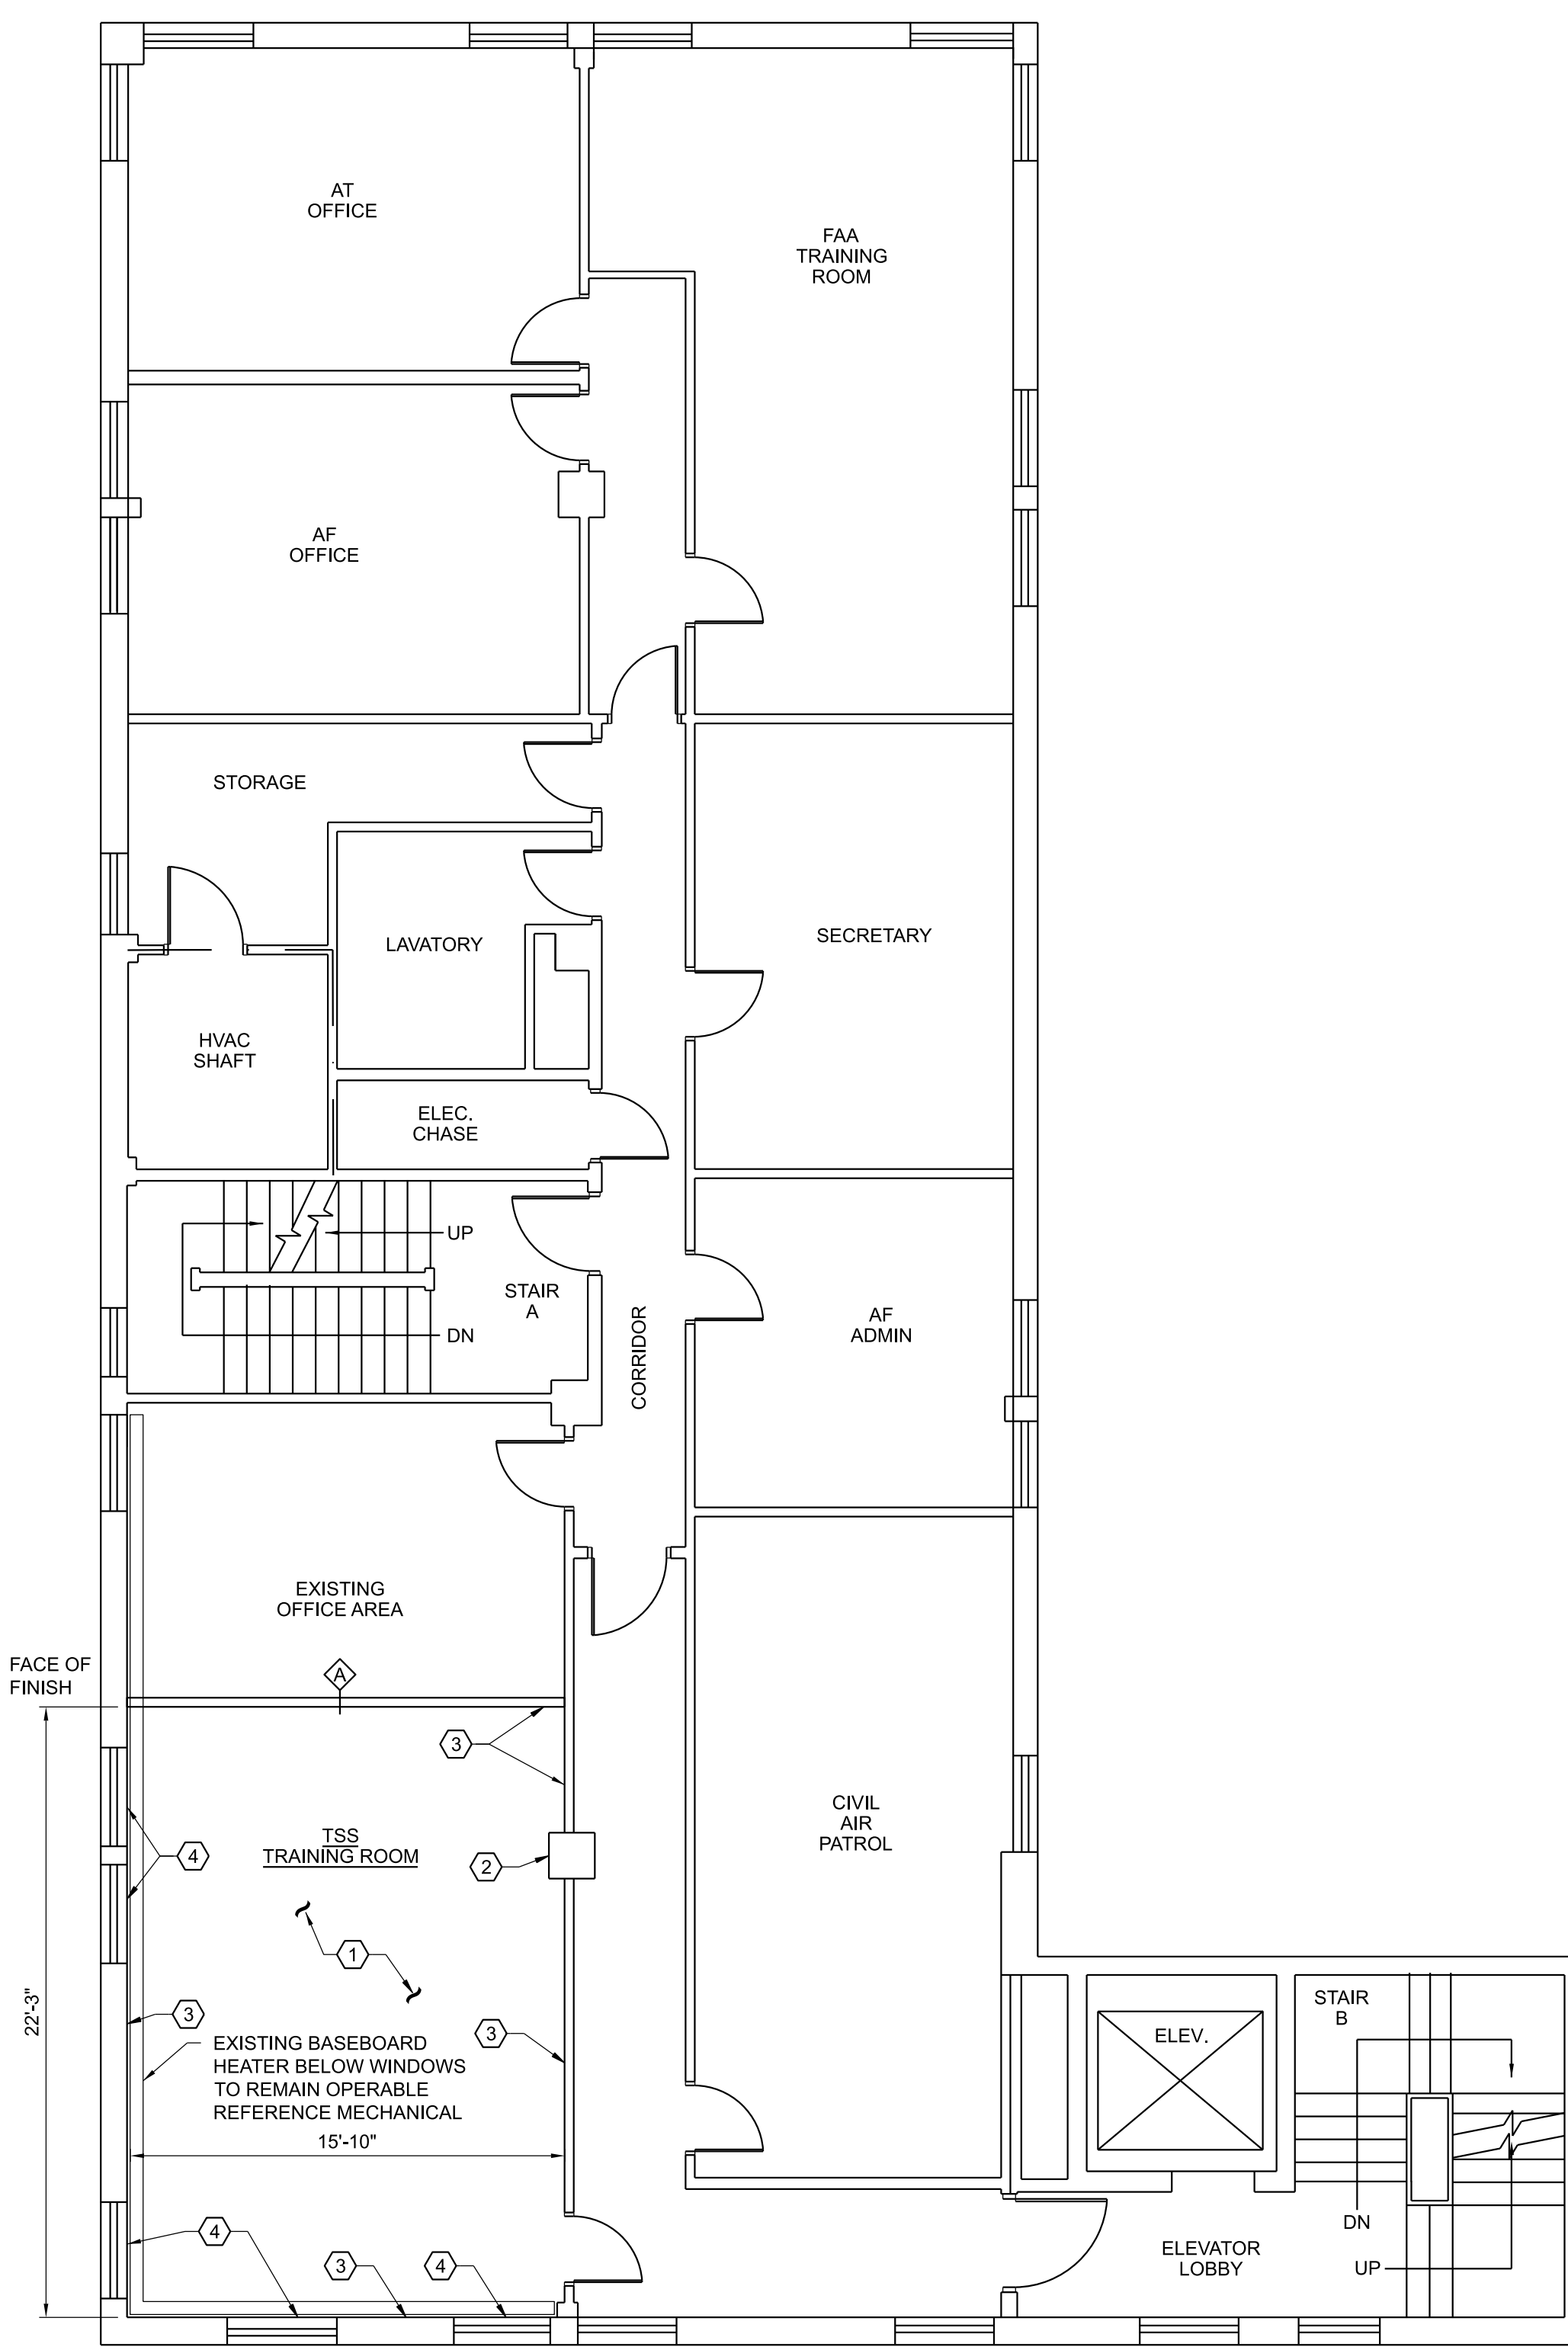 AT
OFFICE
FAA
TRAINING
ROOM
AF
OFFICE
STORAGE
LAVATORY
SECRETARY
HVAC
SHAFT
ELEC.
CHASE
UP
STAIR
A
DN
CORRIDOR
AF
ADMIN
EXISTING
OFFICE AREA
FACE OF
FINISH
A
3
TSS
TRAINING ROOM
4
2
CIVIL
AIR
PATROL
1
22'-3"
3
3
EXISTING BASEBOARD
HEATER BELOW WINDOWS
TO REMAIN OPERABLE
REFERENCE MECHANICAL
15'-10"
4
3
4
STAIR
B
ELEV.
DN
UP
ELEVATOR
LOBBY